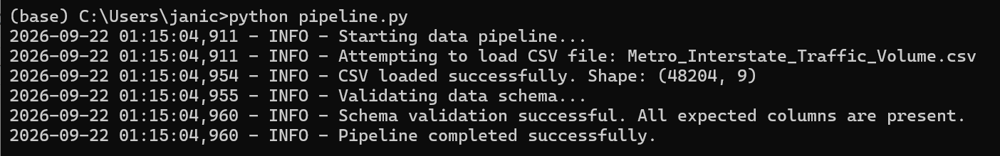 (base) C:\Users\janic>python pipeline.py
2026-09-22 01:15:04,911 - INFO - Starting data pipeline...
2026-09-22 01:15:04,911 - INFO - Attempting to load CSV file: Metro_Interstate_Traffic_Volume.csv
2026-09-22 01:15:04,954 - INFO - CSV loaded successfully. Shape: (48204, 9)
2026-09-22 01:15:04,955 - INFO - Validating data schema...
2026-09-22 01:15:04,960 - INFO - Schema validation successful. All expected columns are present.
2026-09-22 01:15:04,960 - INFO - Pipeline completed successfully.